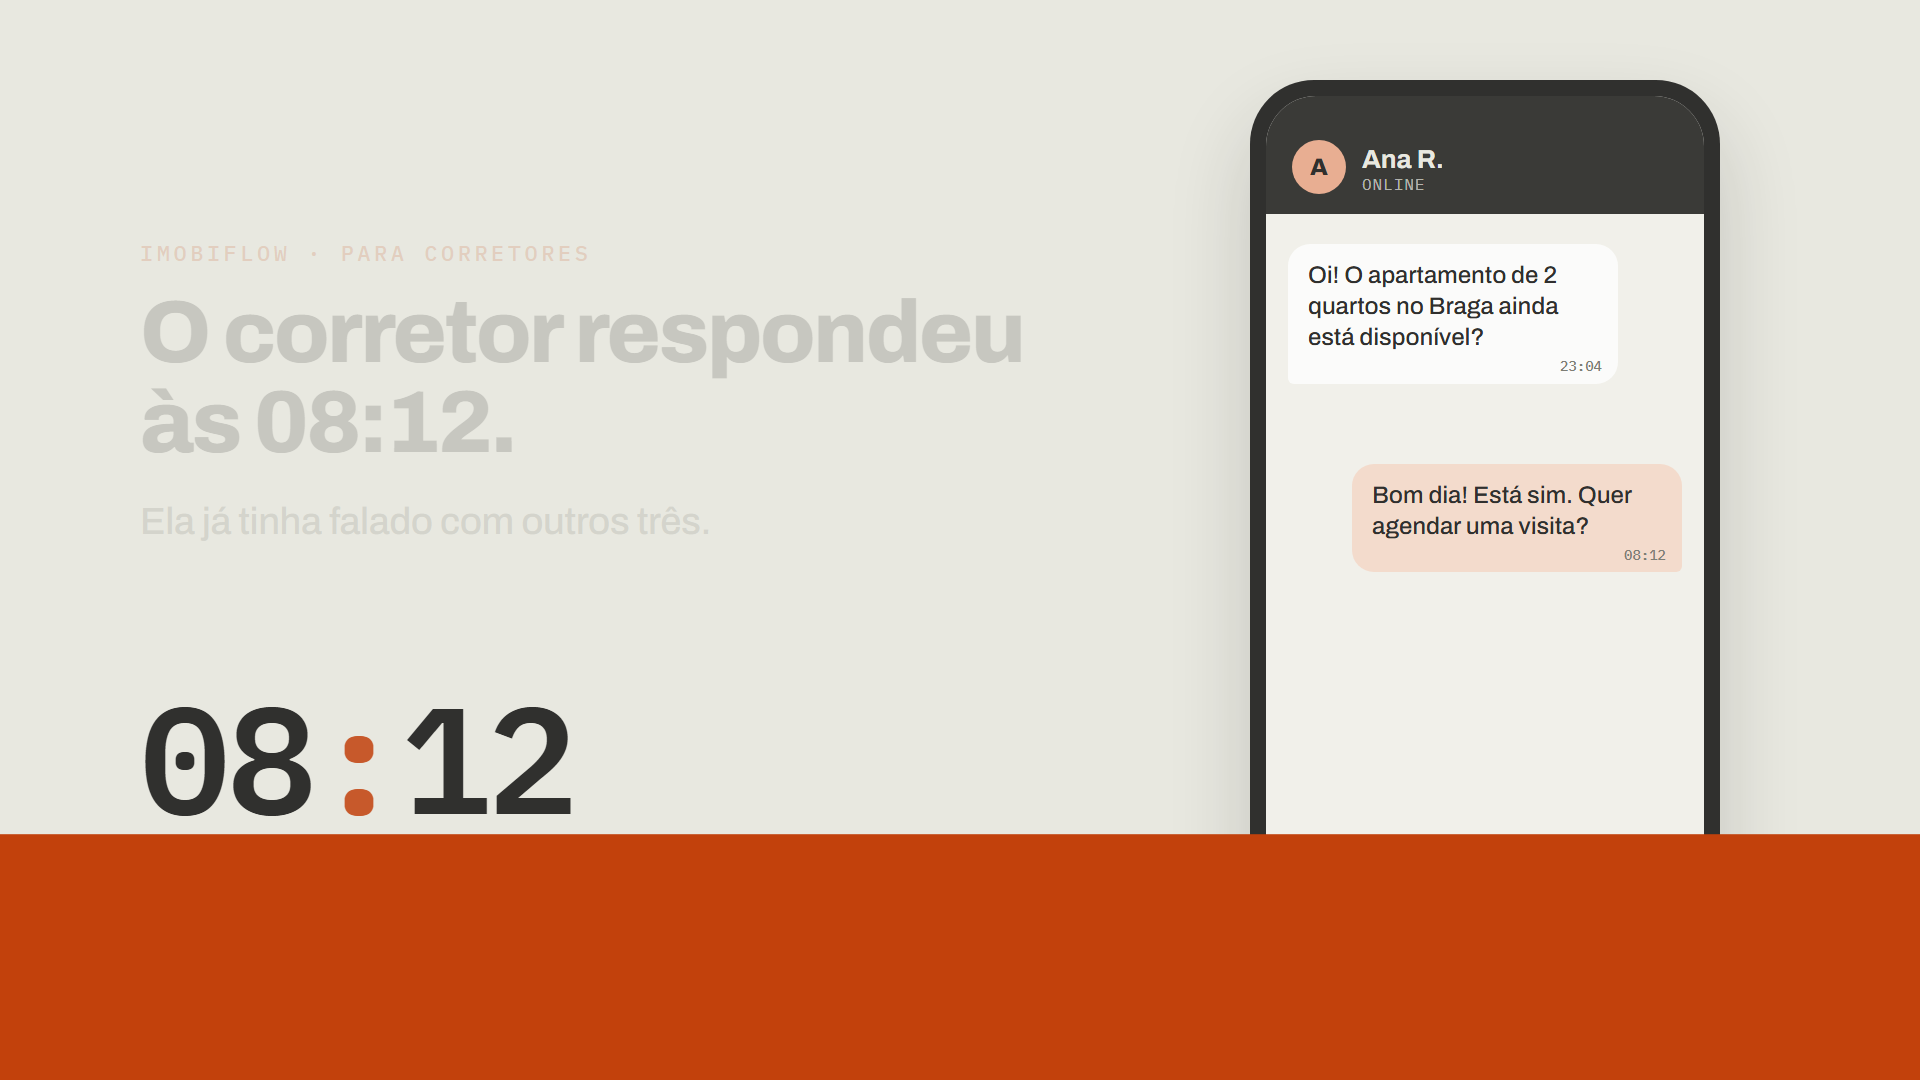 IMOBIFLOW · PARA CORRETORES
O corretor respondeu
às 08:12.
Ela já tinha falado com outros três.
08:12
A
Ana R.
ONLINE
Oi! O apartamento de 2
quartos no Braga ainda
está disponível?
23:04
Bom dia! Está sim. Quer
agendar uma visita?
08:12